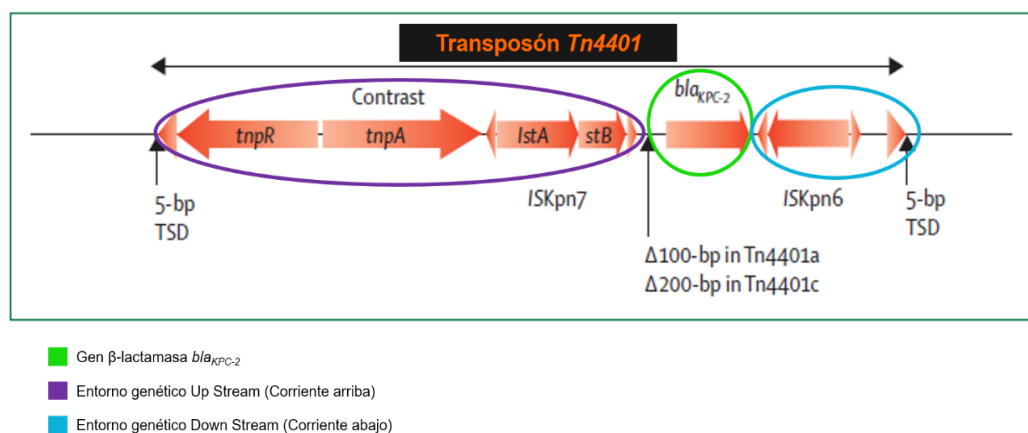 Transposón Tn4401
Contrast
blaKPC-2
tnpR
tnpA
IstA
stB
ISKpn7
ISKpn6
5-bp
TSD
5-bp
TSD
Δ100-bp in Tn4401a
Δ200-bp in Tn4401c
Gen β-lactamasa blaKPC-2
Entorno genético Up Stream (Corriente arriba)
Entorno genético Down Stream (Corriente abajo)